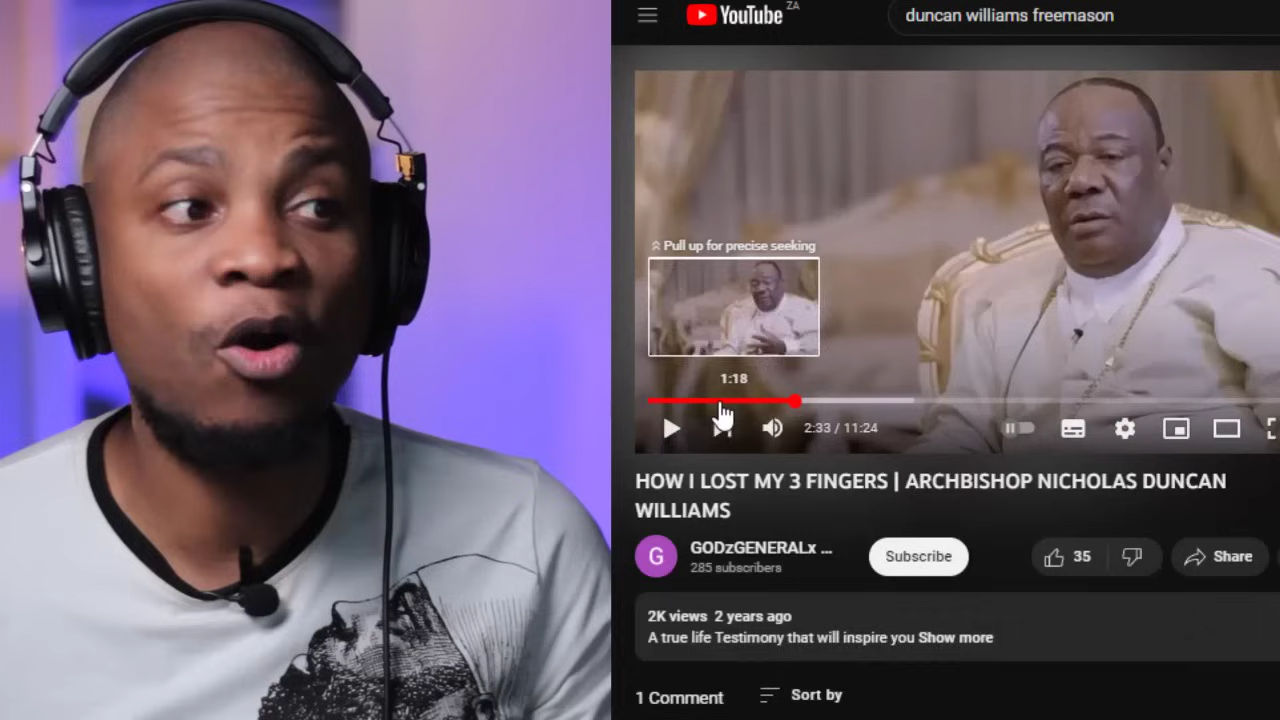 YouTube ZA
duncan williams freemason
Pull up for precise seeking
1:18
2:33 / 11:24
HOW I LOST MY 3 FINGERS | ARCHBISHOP NICHOLAS DUNCAN
WILLIAMS
G
GODzGENERALx ...
285 subscribers
Subscribe
35
Share
2K views 2 years ago
A true life Testimony that will inspire you Show more
1 Comment
Sort by